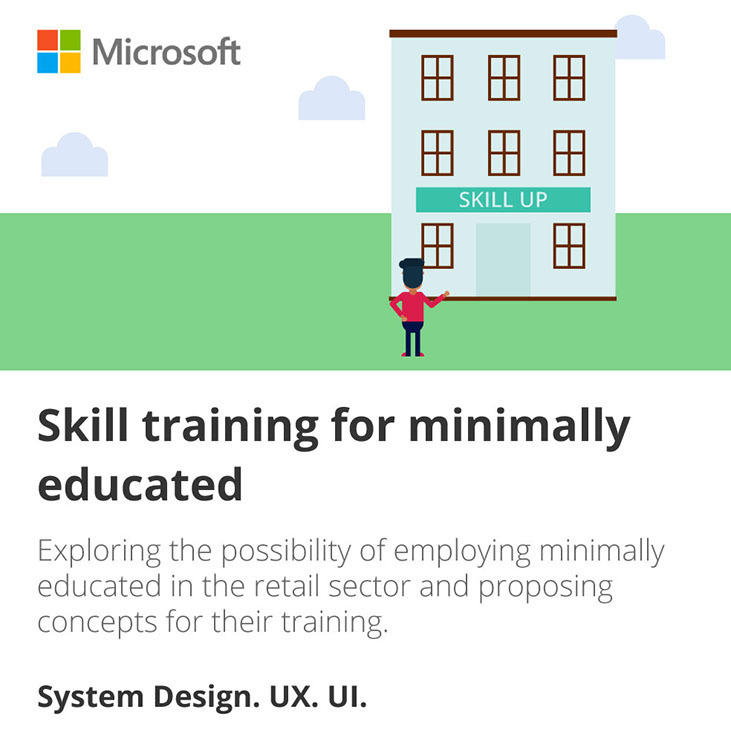 Microsoft
SKILL UP
Skill training for minimally
educated
Exploring the possibility of employing minimally
educated in the retail sector and proposing
concepts for their training.
System Design. UX. UI.